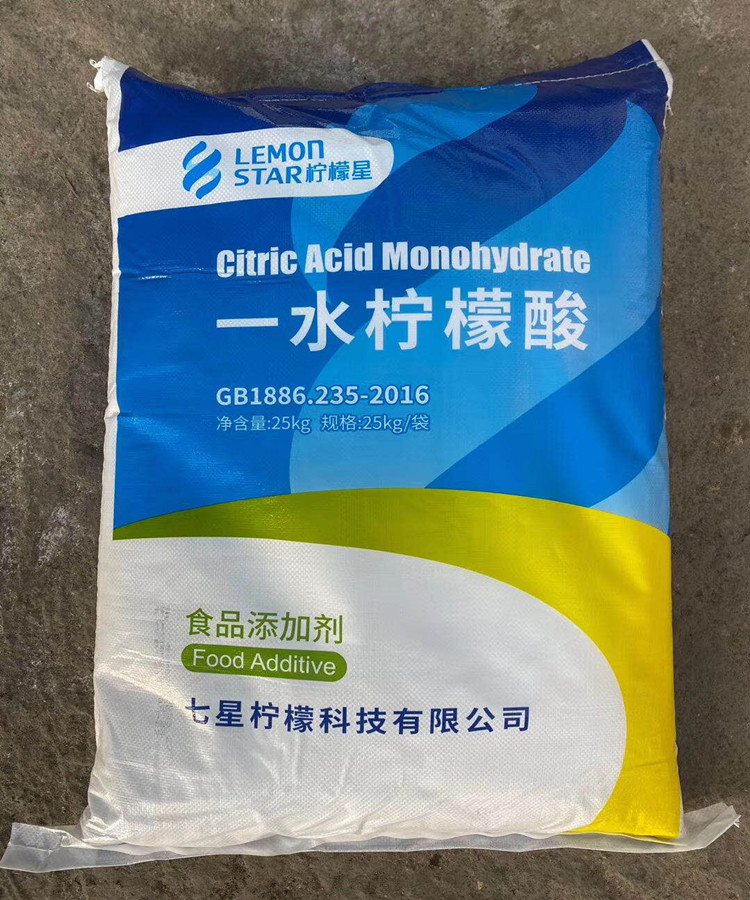 LEMON
STAR柠檬星
Citric Acid Monohydrate
一水柠檬酸
GB1886.235-2016
净含量:25kg 规格:25kg/袋
食品添加剂
Food Additive
七星柠檬科技有限公司